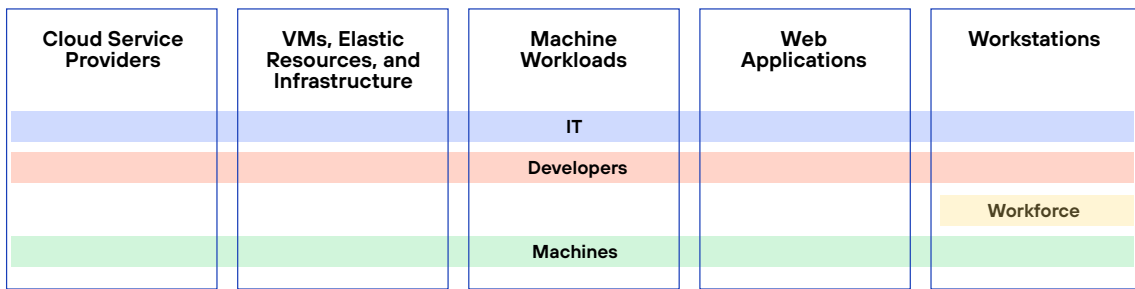 Cloud Service
Providers
VMs, Elastic
Resources, and
Infrastructure
Machine
Workloads
Web
Applications
Workstations
IT
Developers
Workforce
Machines